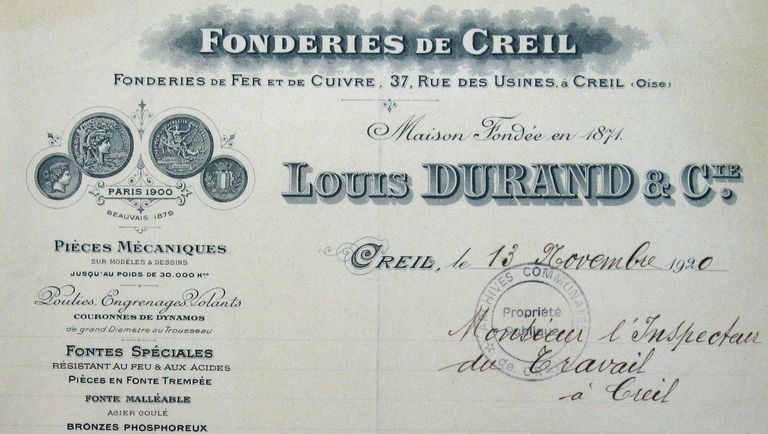 FONDERIES DE CREIL
FONDERIES DE FER ET DE CUIVRE, 37, RUE DES USINES, à CREIL (Oise)
Maison Fondée en 1871.
LOUIS DURAND & CIE.
PARIS 1900
BEAUVAIS 1879
PIÈCES MÉCANIQUES
SUR MODÈLES & DESSINS
JUSQU'AU POIDS DE 30.000 Kos
Poulies, Engrenages, Volants
COURONNES DE DYNAMOS
de grand Diamètre au Trousseau
FONTES SPÉCIALES
RÉSISTANT AU FEU & AUX ACIDES
PIÈCES EN FONTE TREMPÉE
FONTE MALLÉABLE
ACIER COULÉ
BRONZES PHOSPHOREUX
CREIL, le 13 Novembre 1920
ARCHIVES COMMUNALES
Propriété
publique
de
Monsieur l'Inspecteur
du Travail
à Creil